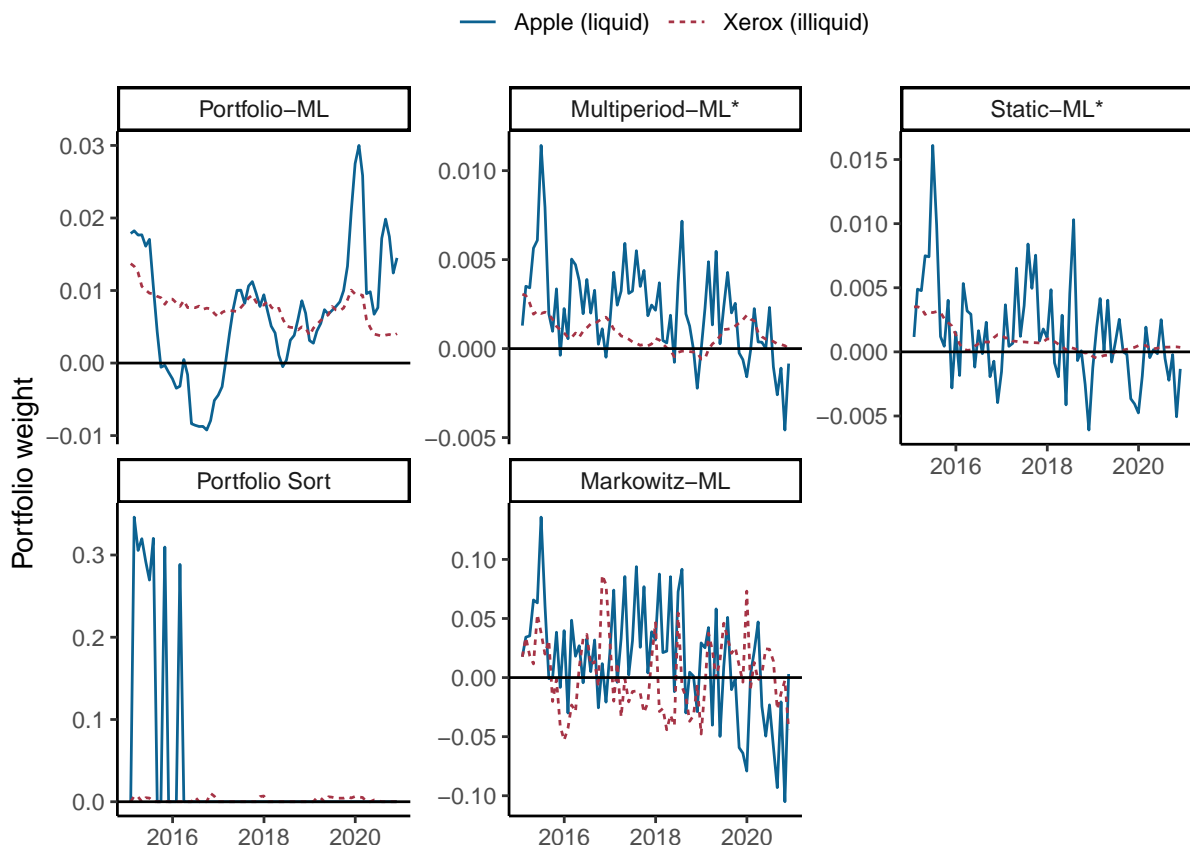 Apple (liquid) Xerox (illiquid)
Portfolio−ML Multiperiod−ML* Static−ML*
0.03 0.010 0.015
0.02 0.010
0.01 0.005 0.005
0.00 0.000 0.000
−0.01 −0.005 −0.005
2016 2018 2020
Portfolio Sort Markowitz−ML
0.3 0.10
0.2 0.05
0.1 0.00
0.0 −0.05
−0.10
2016 2018 2020 2016 2018 2020
Portfolio weight